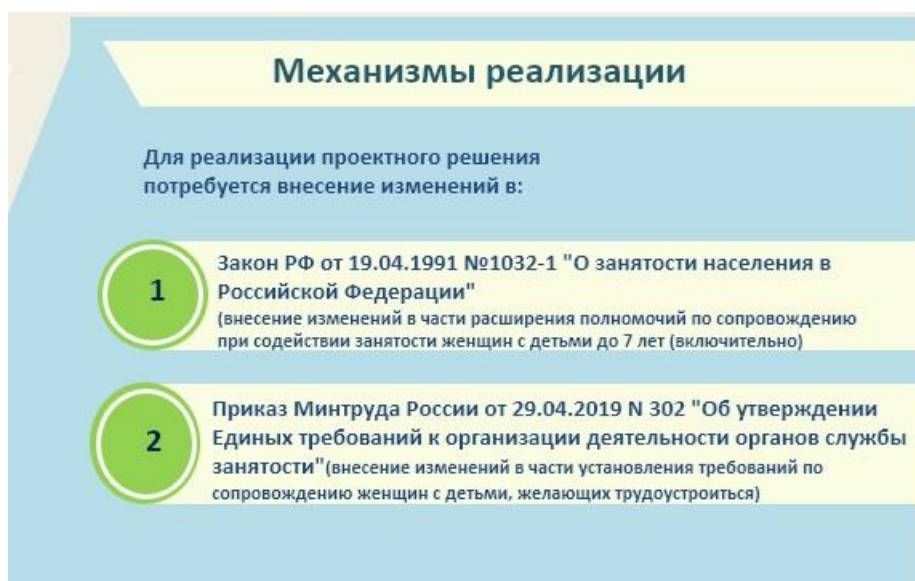 Механизмы реализации
Для реализации проектного решения
потребуется внесение изменений в:
1
Закон РФ от 19.04.1991 №1032-1 "О занятости населения в
Российской Федерации"
(внесение изменений в части расширения полномочий по сопровождению
при содействии занятости женщин с детьми до 7 лет (включительно)
2
Приказ Минтруда России от 29.04.2019 N 302 "Об утверждении
Единых требований к организации деятельности органов службы
занятости"(внесение изменений в части установления требований по
сопровождению женщин с детьми, желающих трудоустроиться)